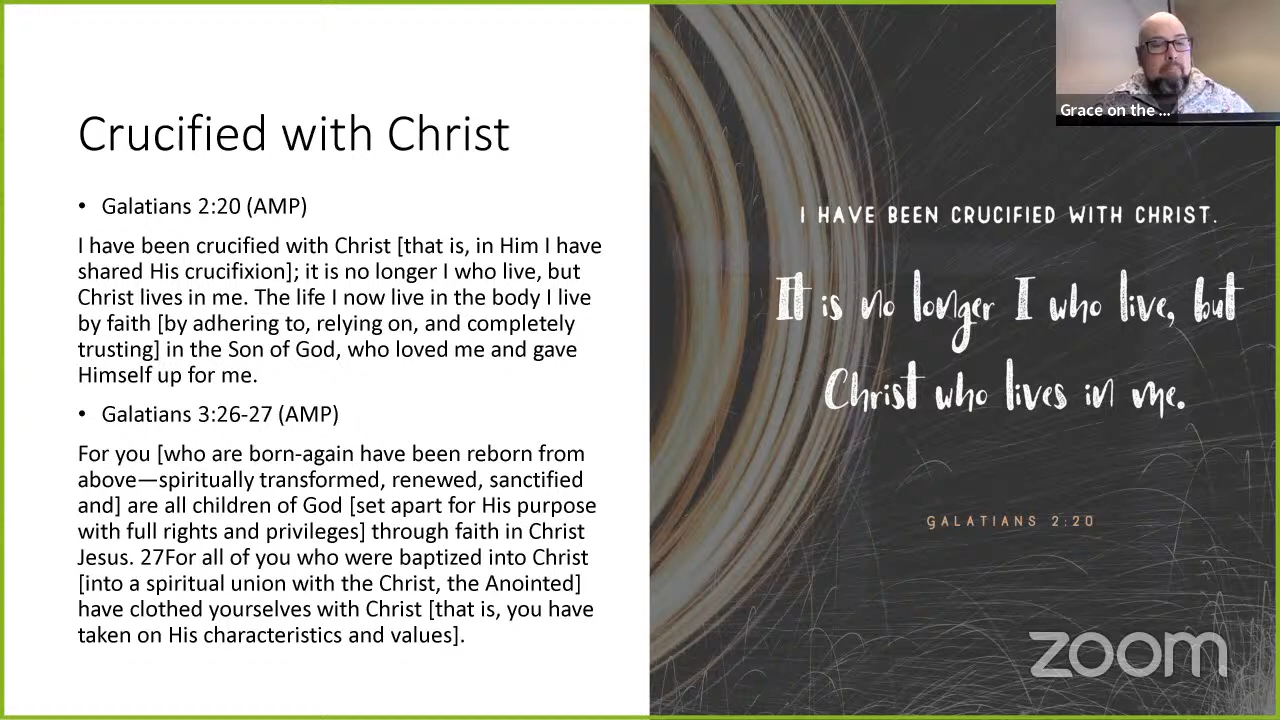 Crucified with Christ
• Galatians 2:20 (AMP)
I have been crucified with Christ [that is, in Him I have
shared His crucifixion]; it is no longer I who live, but
Christ lives in me. The life I now live in the body I live
by faith [by adhering to, relying on, and completely
trusting] in the Son of God, who loved me and gave
Himself up for me.
• Galatians 3:26-27 (AMP)
For you [who are born-again have been reborn from
above—spiritually transformed, renewed, sanctified
and] are all children of God [set apart for His purpose
with full rights and privileges] through faith in Christ
Jesus. 27For all of you who were baptized into Christ
[into a spiritual union with the Christ, the Anointed]
have clothed yourselves with Christ [that is, you have
taken on His characteristics and values].
Grace on the ...
I HAVE BEEN CRUCIFIED WITH CHRIST.
It is no longer I who live, but
Christ who lives in me.
GALATIANS 2:20
zoom